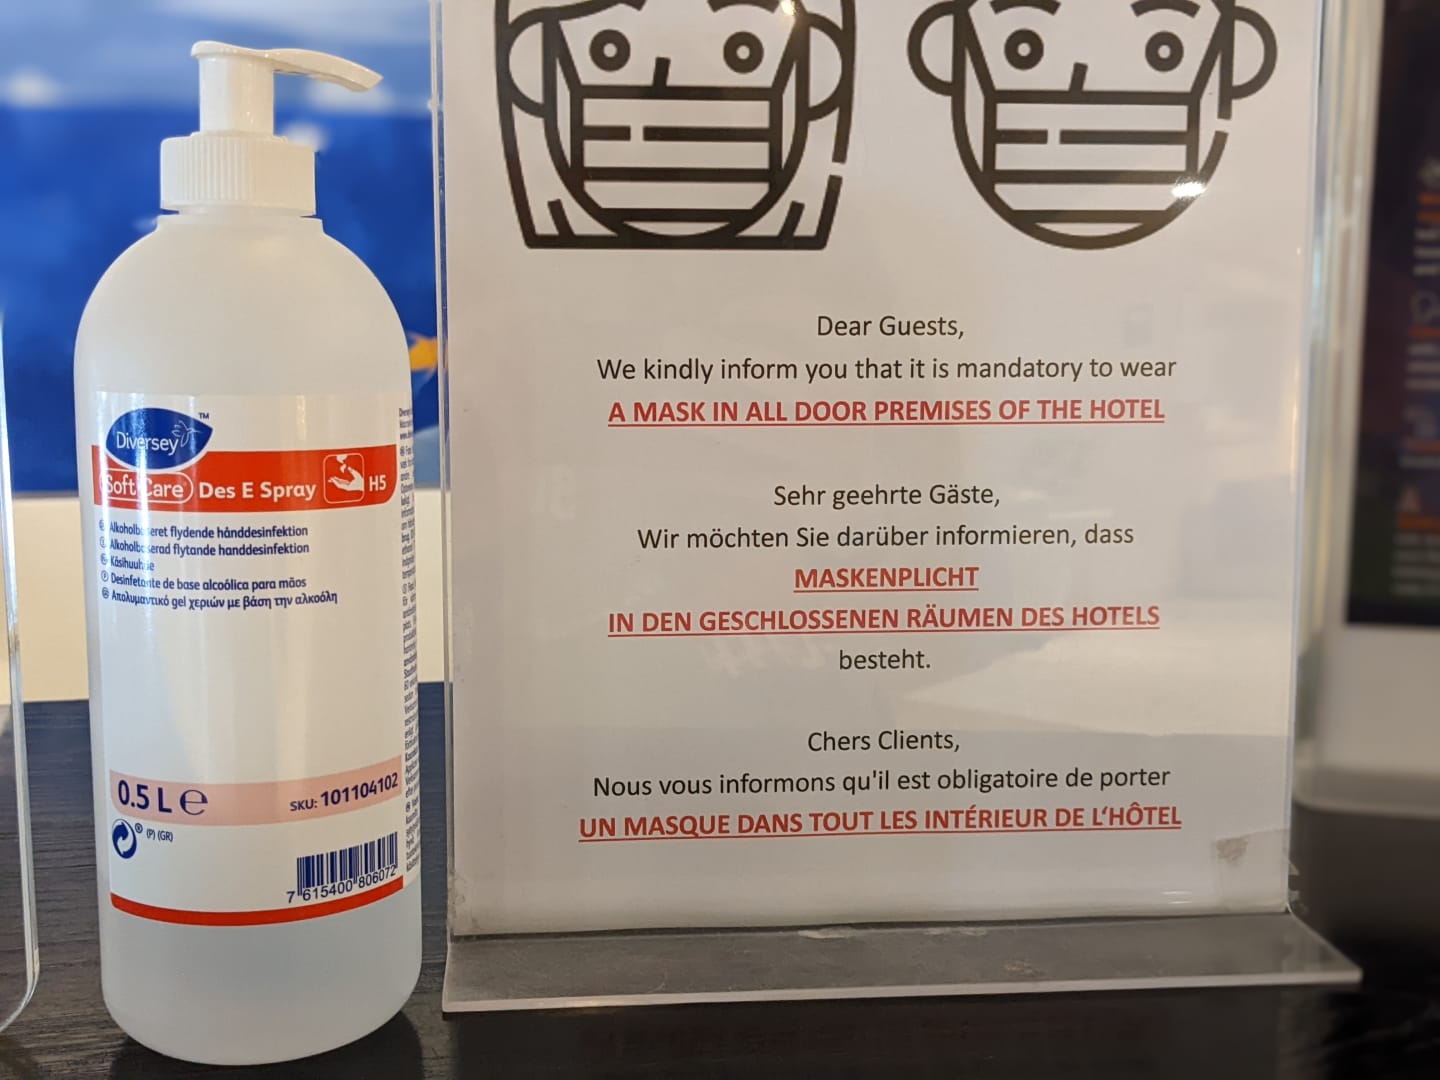 Diversey™
Soft Care Des E Spray H5
Alkoholbaseret flydende hånddesinfektion
Alkoholbaserad flytande handdesinfektion
Käsihuuhde
Desinfetante de base alcoólica para mãos
Απολυμαντικό gel χεριών με βάση την αλκοόλη
0.5 L ℮ SKU: 101104102
® (P) (GR)
7 615400 806072
Dear Guests,
We kindly inform you that it is mandatory to wear
A MASK IN ALL DOOR PREMISES OF THE HOTEL
Sehr geehrte Gäste,
Wir möchten Sie darüber informieren, dass
MASKENPLICHT
IN DEN GESCHLOSSENEN RÄUMEN DES HOTELS
besteht.
Chers Clients,
Nous vous informons qu'il est obligatoire de porter
UN MASQUE DANS TOUT LES INTÉRIEUR DE L‘HÔTEL